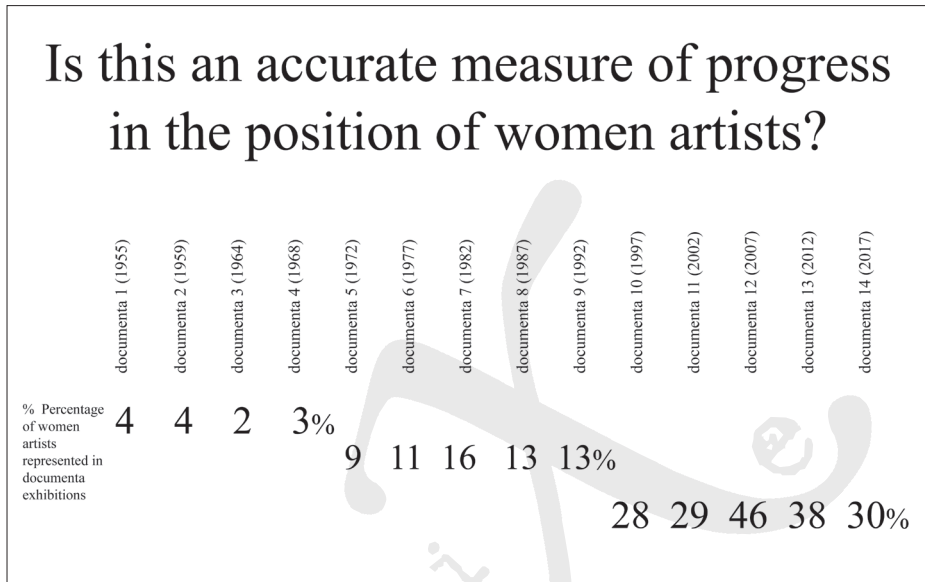 Is this an accurate measure of progress
in the position of women artists?
documenta 1 (1955)
documenta 2 (1959)
documenta 3 (1964)
documenta 4 (1968)
documenta 5 (1972)
documenta 6 (1977)
documenta 7 (1982)
documenta 8 (1987)
documenta 9 (1992)
documenta 10 (1997)
documenta 11 (2002)
documenta 12 (2007)
documenta 13 (2012)
documenta 14 (2017)
% Percentage
of women
artists
represented in
documenta
exhibitions
4 4 2 3%
9 11 16 13 13%
28 29 46 38 30%